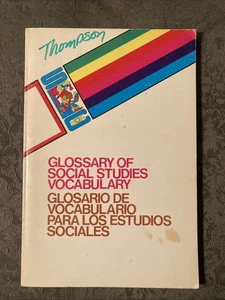 Thompson
GLOSSARY OF
SOCIAL STUDIES
VOCABULARY
GLOSARIO DE
VOCABULARIO
PARA LOS ESTUDIOS
SOCIALES